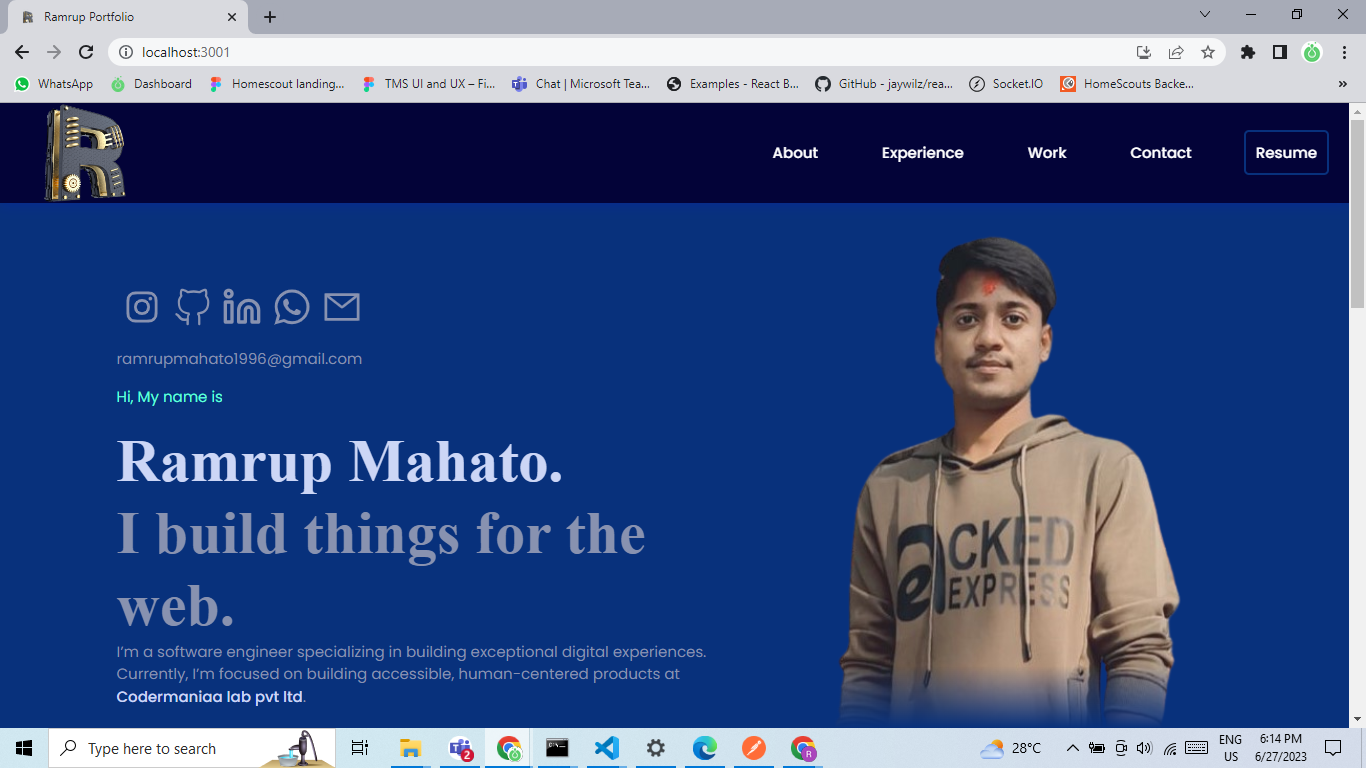 Ramrup Portfolio
localhost:3001
WhatsApp
Dashboard
Homescout landing...
TMS UI and UX – Fi...
Chat | Microsoft Tea...
Examples - React B...
GitHub - jaywilz/rea...
Socket.IO
HomeScouts Backe...
»
R
About
Experience
Work
Contact
Resume
ramrupmahato1996@gmail.com
Hi, My name is
Ramrup Mahato.
I build things for the
web.
I'm a software engineer specializing in building exceptional digital experiences.
Currently, I'm focused on building accessible, human-centered products at
Codermaniaa lab pvt ltd.
CKED
EXPRESS
Type here to search
2
R
28°C
ENG
US
6:14 PM
6/27/2023